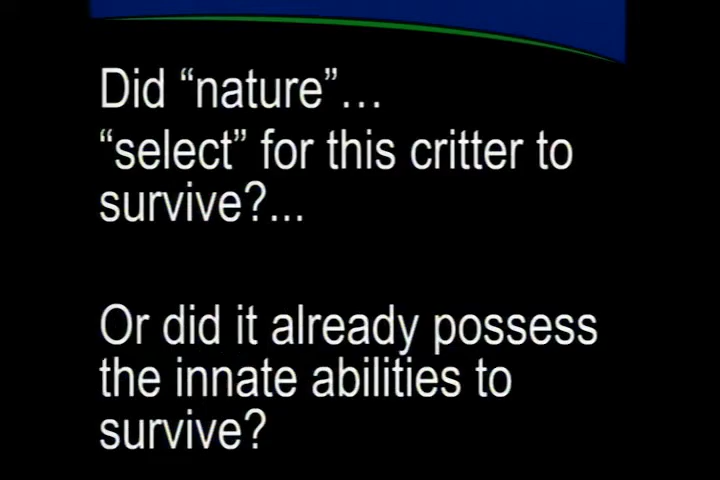 Did “nature”…
“select” for this critter to
survive?...
Or did it already possess
the innate abilities to
survive?